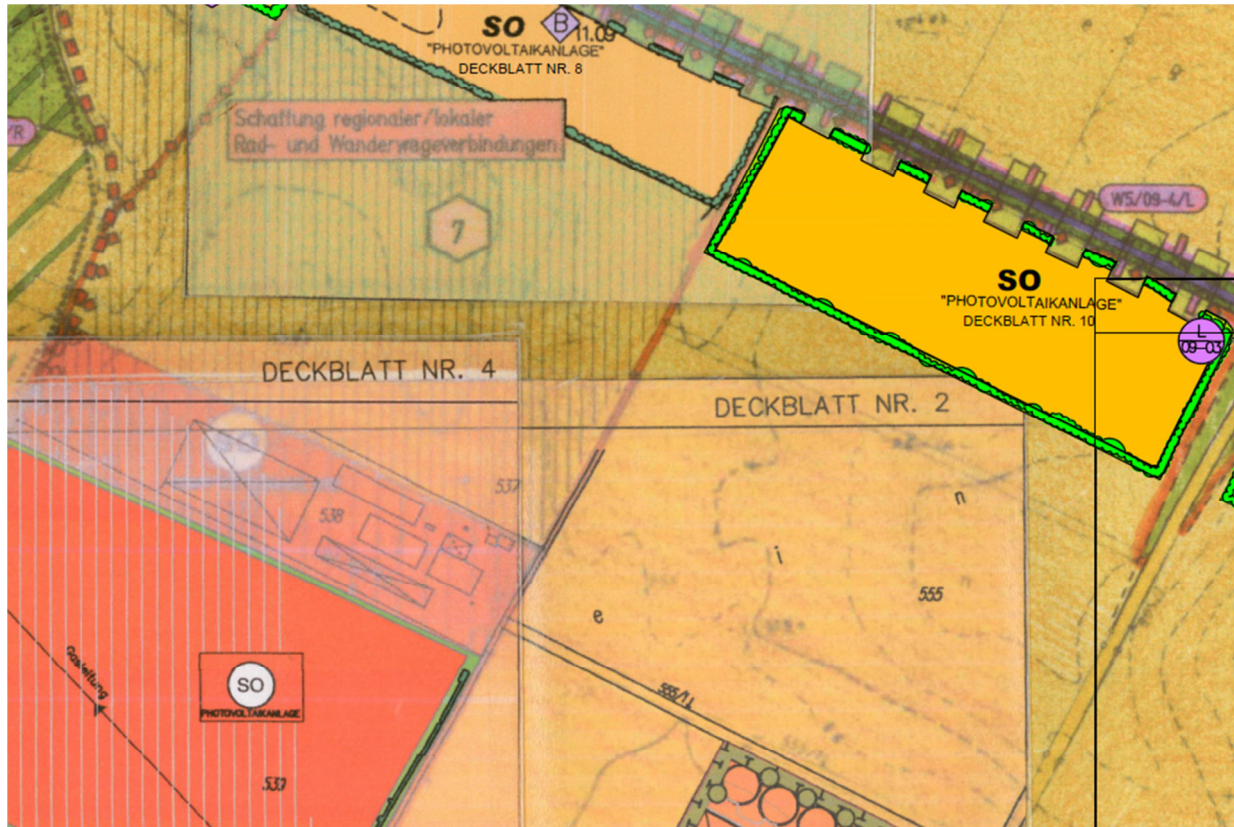 SO
B
11.09
"PHOTOVOLTAIKANLAGE"
DECKBLATT NR. 8
Schaffung regionaler/lokaler
Rad- und Wanderwegeverbindungen
/R
7
W5/09-4/L
SO
"PHOTOVOLTAIKANLAGE"
DECKBLATT NR. 10
L
09-03
DECKBLATT NR. 4
DECKBLATT NR. 2
537
538
n
i
e
555
555/1
Gasleitung
SO
PHOTOVOLTAIKANLAGE